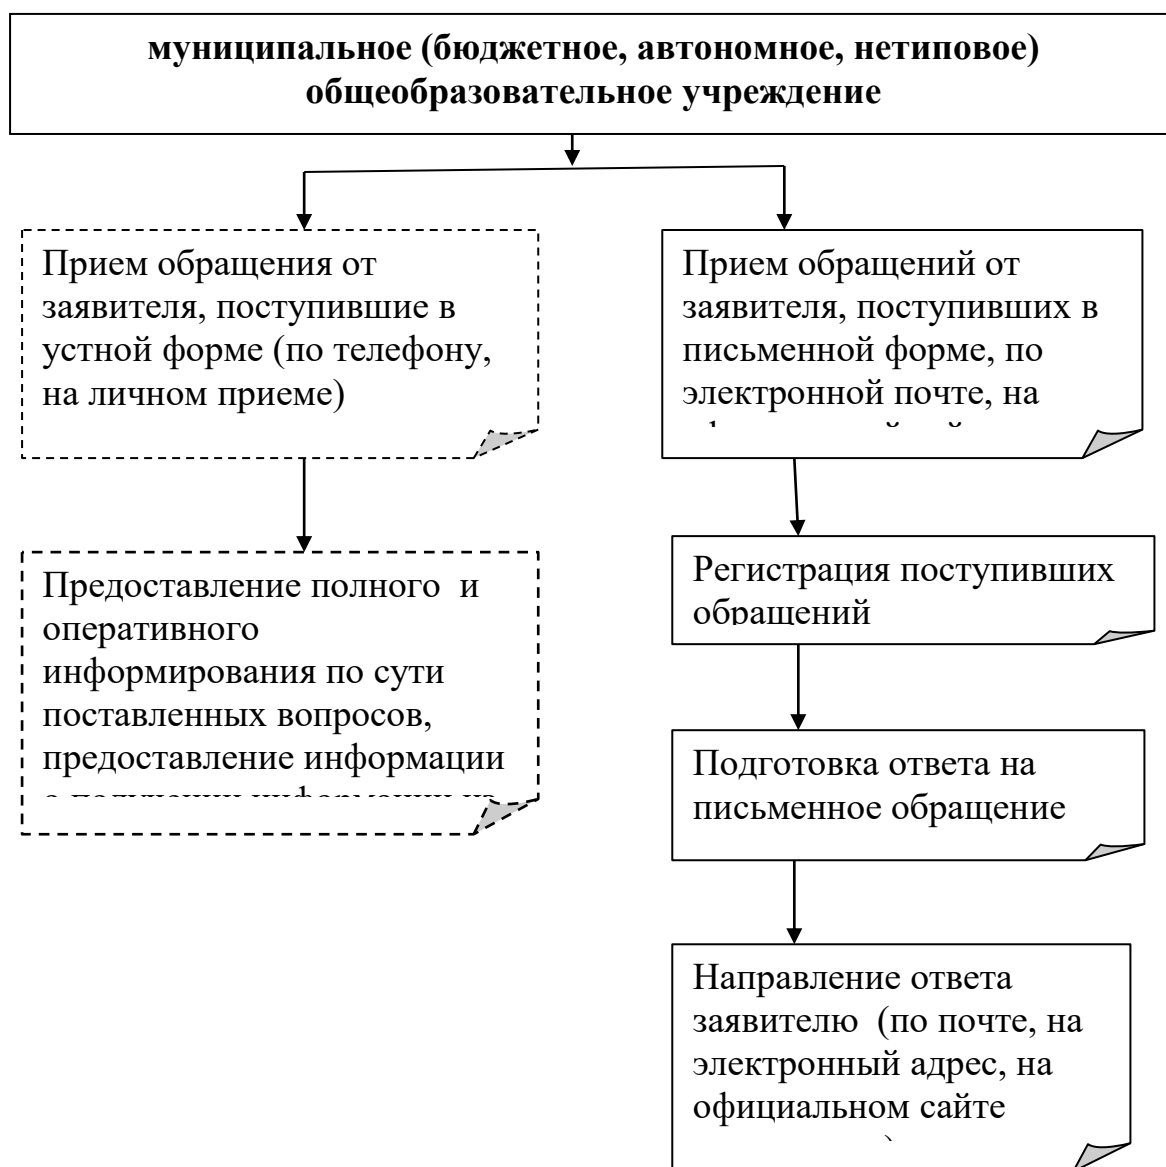 муниципальное (бюджетное, автономное, нетиповое)
общеобразовательное учреждение
Прием обращения от
заявителя, поступившие в
устной форме (по телефону,
на личном приеме)
Прием обращений от
заявителя, поступивших в
письменной форме, по
электронной почте, на
Предоставление полного и
оперативного
информирования по сути
поставленных вопросов,
предоставление информации
Регистрация поступивших
обращений
Подготовка ответа на
письменное обращение
Направление ответа
заявителю (по почте, на
электронный адрес, на
официальном сайте